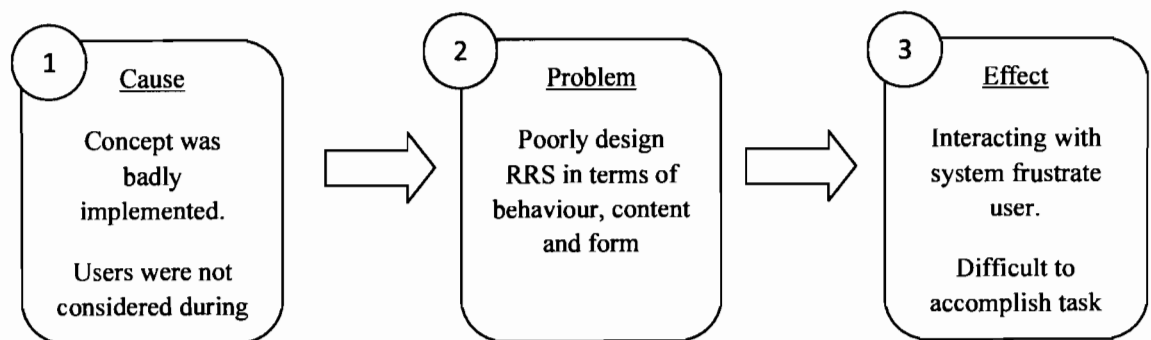 1
Cause
Concept was
badly
implemented.
Users were not
considered during
2
Problem
Poorly design
RRS in terms of
behaviour, content
and form
3
Effect
Interacting with
system frustrate
user.
Difficult to
accomplish task